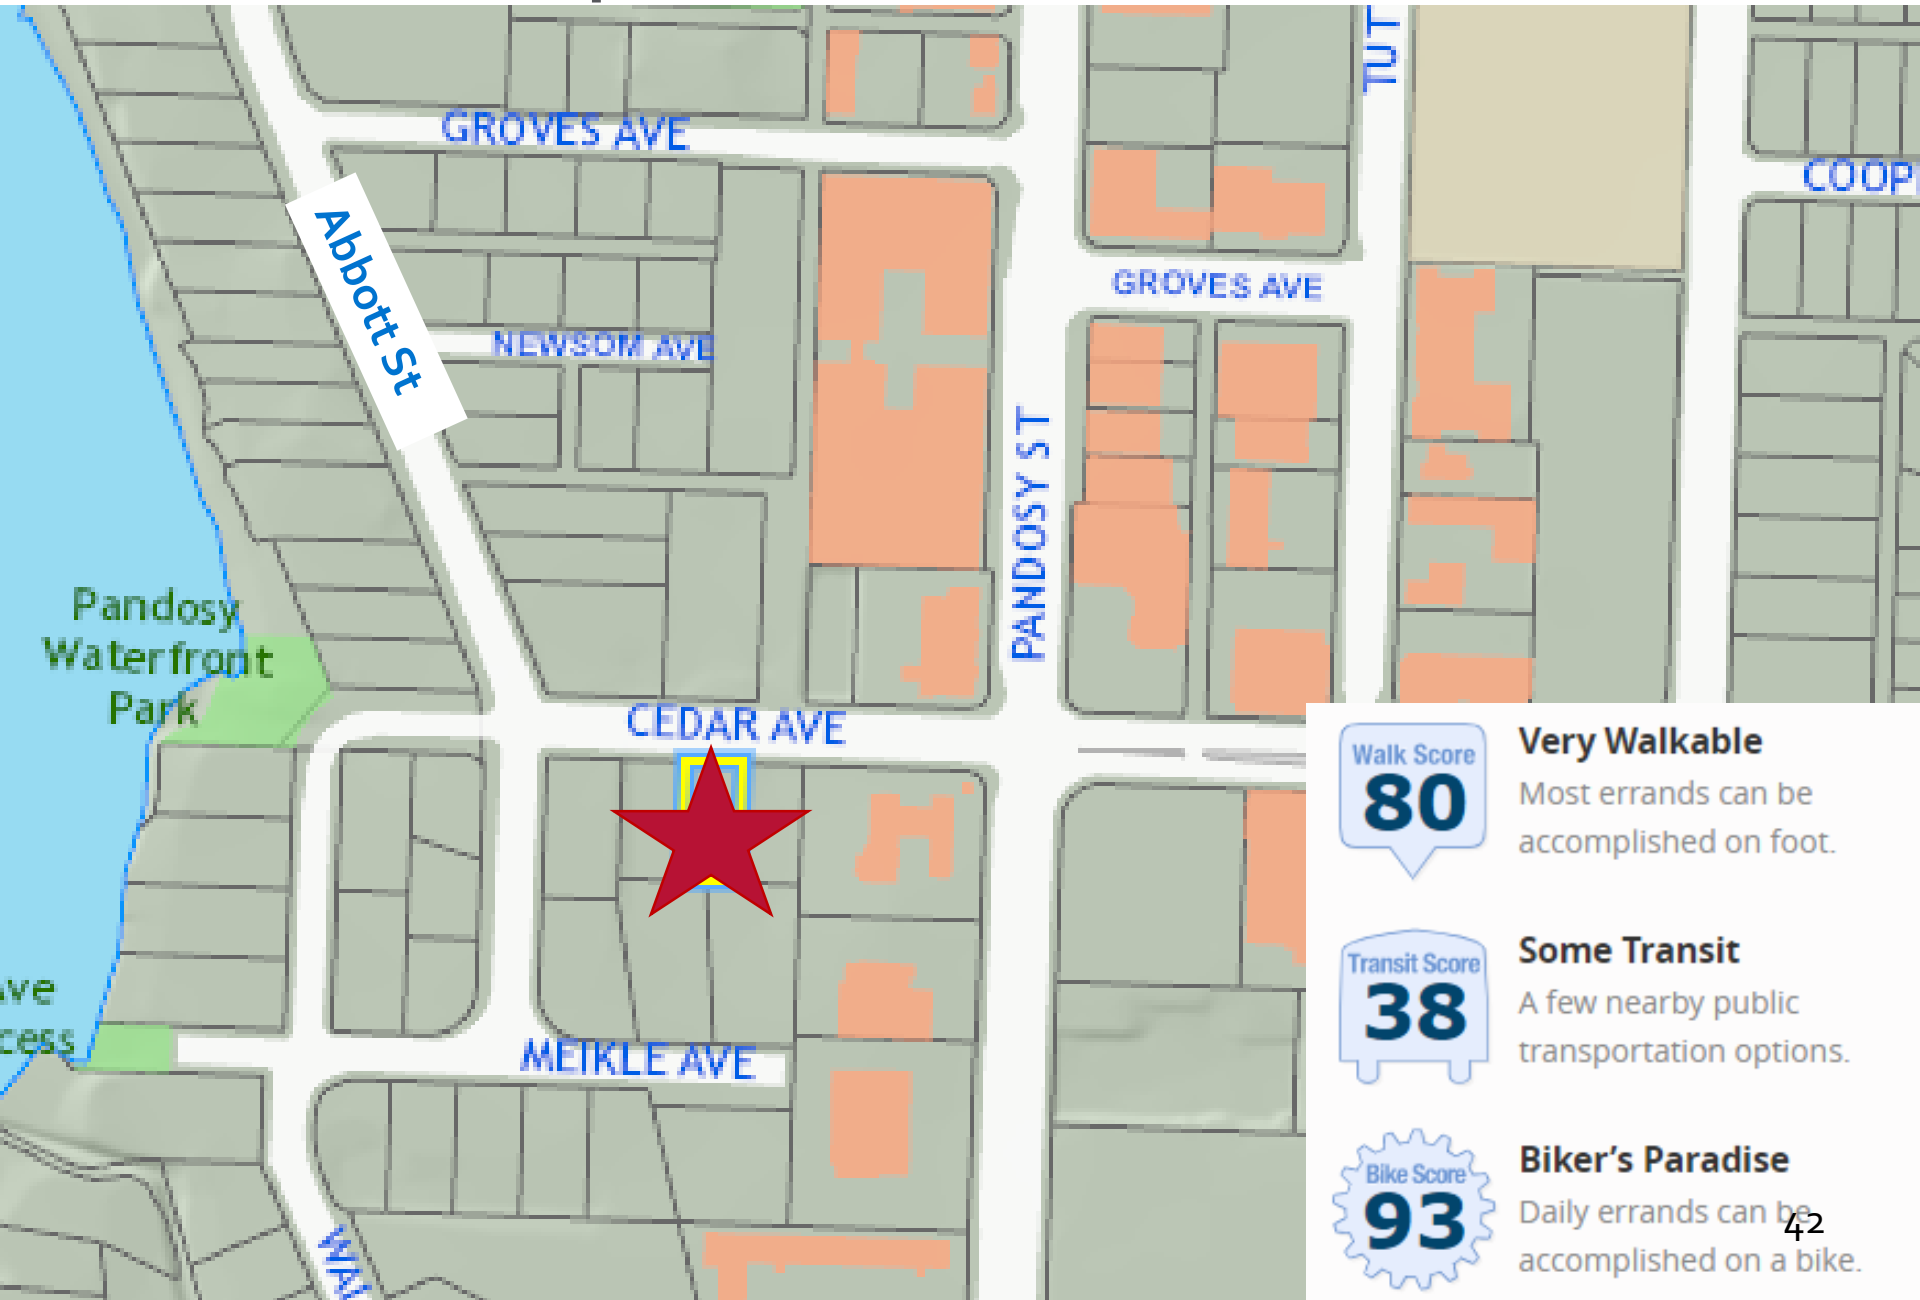 GROVES AVE
TUT
COOP
Abbott St
GROVES AVE
NEWSOM AVE
PANDOSY ST
Pandosy
Waterfront
Park
CEDAR AVE
Ave
cess
MEIKLE AVE
WAL
Walk Score
80
Very Walkable
Most errands can be
accomplished on foot.
Transit Score
38
Some Transit
A few nearby public
transportation options.
Bike Score
93
Biker's Paradise
Daily errands can be
accomplished on a bike.
42